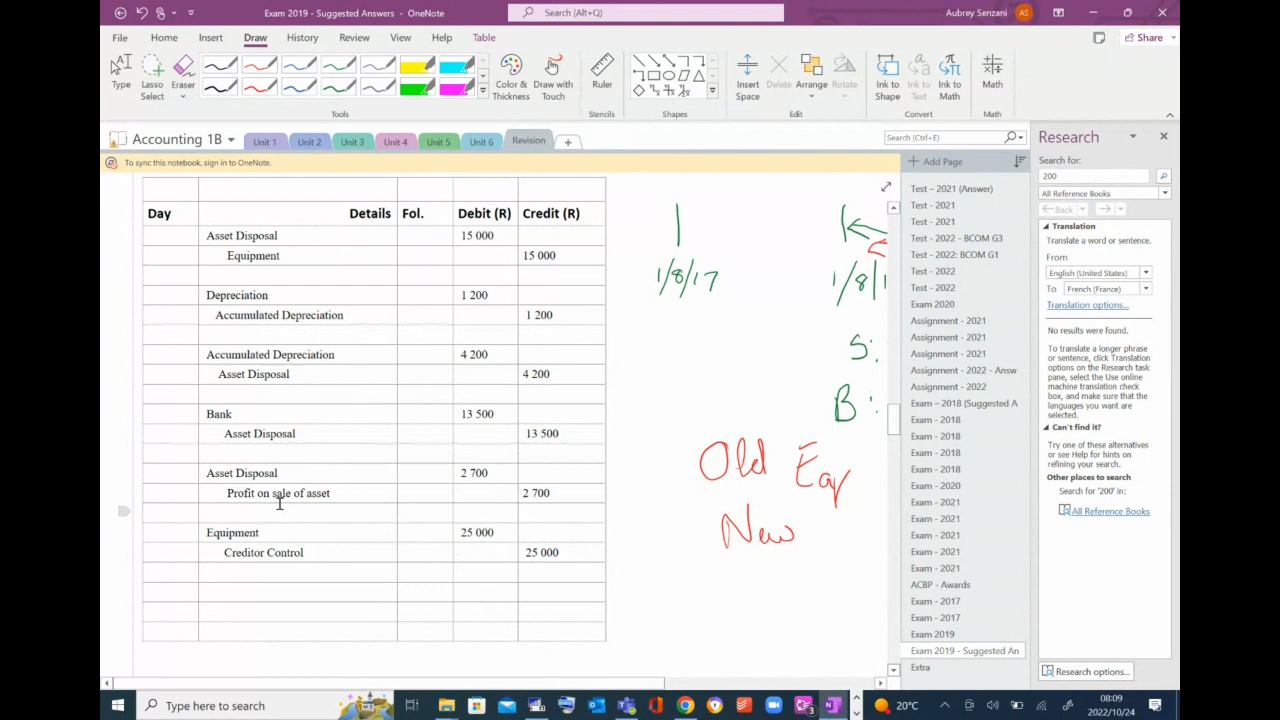 Exam 2019 - Suggested Answers - OneNote
Search (Alt+Q)
Aubrey Senzani
AS
File Home Insert Draw History Review View Help Table
Share
Type
Lasso Select
Eraser
Color & Thickness
Draw with Touch
Ruler
Insert Space
Delete
Arrange
Rotate
Ink to Shape
Ink to Text
Ink to Math
Math
Tools
Stencils
Shapes
Edit
Convert
Math
Accounting 1B
Unit 1 Unit 2 Unit 3 Unit 4 Unit 5 Unit 6 Revision
Search (Ctrl+E)
To sync this notebook, sign in to OneNote.
Day Details Fol. Debit (R) Credit (R)
Asset Disposal 15 000
Equipment 15 000
Depreciation 1 200
Accumulated Depreciation 1 200
Accumulated Depreciation 4 200
Asset Disposal 4 200
Bank 13 500
Asset Disposal 13 500
Asset Disposal 2 700
Profit on sale of asset 2 700
Equipment 25 000
Creditor Control 25 000
1/8/17
1/8/1
S:
B:
Old Eqp
New
Add Page
Test – 2021 (Answer)
Test - 2021
Test - 2021
Test - 2022 - BCOM G3
Test - 2022: BCOM G1
Test - 2022
Test - 2022
Exam 2020
Assignment - 2021
Assignment - 2021
Assignment - 2021
Assignment - 2022 - Answ
Assignment - 2022
Exam – 2018 (Suggested A
Exam - 2018
Exam - 2018
Exam - 2018
Exam - 2018
Exam - 2020
Exam - 2021
Exam - 2021
Exam - 2021
Exam - 2021
Exam - 2021
ACBP - Awards
Exam - 2017
Exam - 2017
Exam 2019
Exam 2019 - Suggested An
Extra
Research
Search for:
200
All Reference Books
Back
Translation
Translate a word or sentence.
From
English (United States)
To French (France)
Translation options...
No results were found.
To translate a longer phrase
or sentence, click Translation
options on the Research task
pane, select the Use online
machine translation check
box, and make sure that the
languages you want are
selected.
Can't find it?
Try one of these alternatives
or see Help for hints on
refining your search.
Other places to search
Search for '200' in:
All Reference Books
Research options...
Type here to search
3
20°C
08:09
2022/10/24